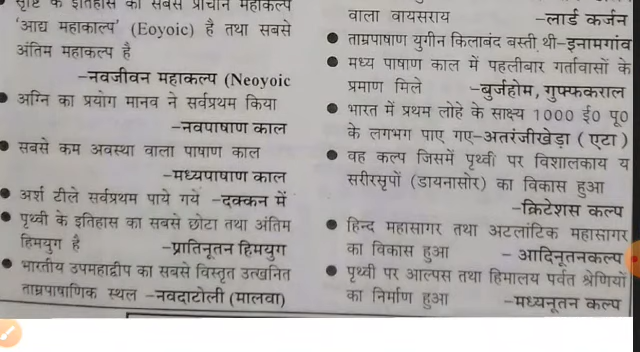 सृष्टि के इतिहास का सबसे प्राचीन महाकल्प
'आद्य महाकाल्प' (Eoyoic) है तथा सबसे
अंतिम महाकल्प है
–नवजीवन महाकल्प (Neoyoic
अग्नि का प्रयोग मानव ने सर्वप्रथम किया
–नवपाषाण काल
सबसे कम अवस्था वाला पाषाण काल
–मध्यपाषाण काल
अर्श टीले सर्वप्रथम पाये गये –दक्कन में
पृथ्वी के इतिहास का सबसे छोटा तथा अंतिम
हिमयुग है –प्रातिनूतन हिमयुग
भारतीय उपमहाद्वीप का सबसे विस्तृत उत्खनित
ताम्रपाषाणिक स्थल –नवदाटोली (मालवा)
वाला वायसराय –लार्ड कर्जन
ताम्रपाषाण युगीन किलाबंद बस्ती थी–इनामगांव
मध्य पाषाण काल में पहलीबार गर्तावासों के
प्रमाण मिले –बुर्जहोम, गुफ्फकराल
भारत में प्रथम लोहे के साक्ष्य 1000 ई0 पू0
के लगभग पाए गए–अतरंजीखेड़ा (एटा)
वह कल्प जिसमें पृथ्वी पर विशालकाय य
सरीरसृपों (डायनासोर) का विकास हुआ
–क्रिटेशस कल्प
हिन्द महासागर तथा अटलांटिक महासागर
का विकास हुआ – आदिनूतनकल्प
पृथ्वी पर आल्पस तथा हिमालय पर्वत श्रेणियों
का निर्माण हुआ –मध्यनूतन कल्प